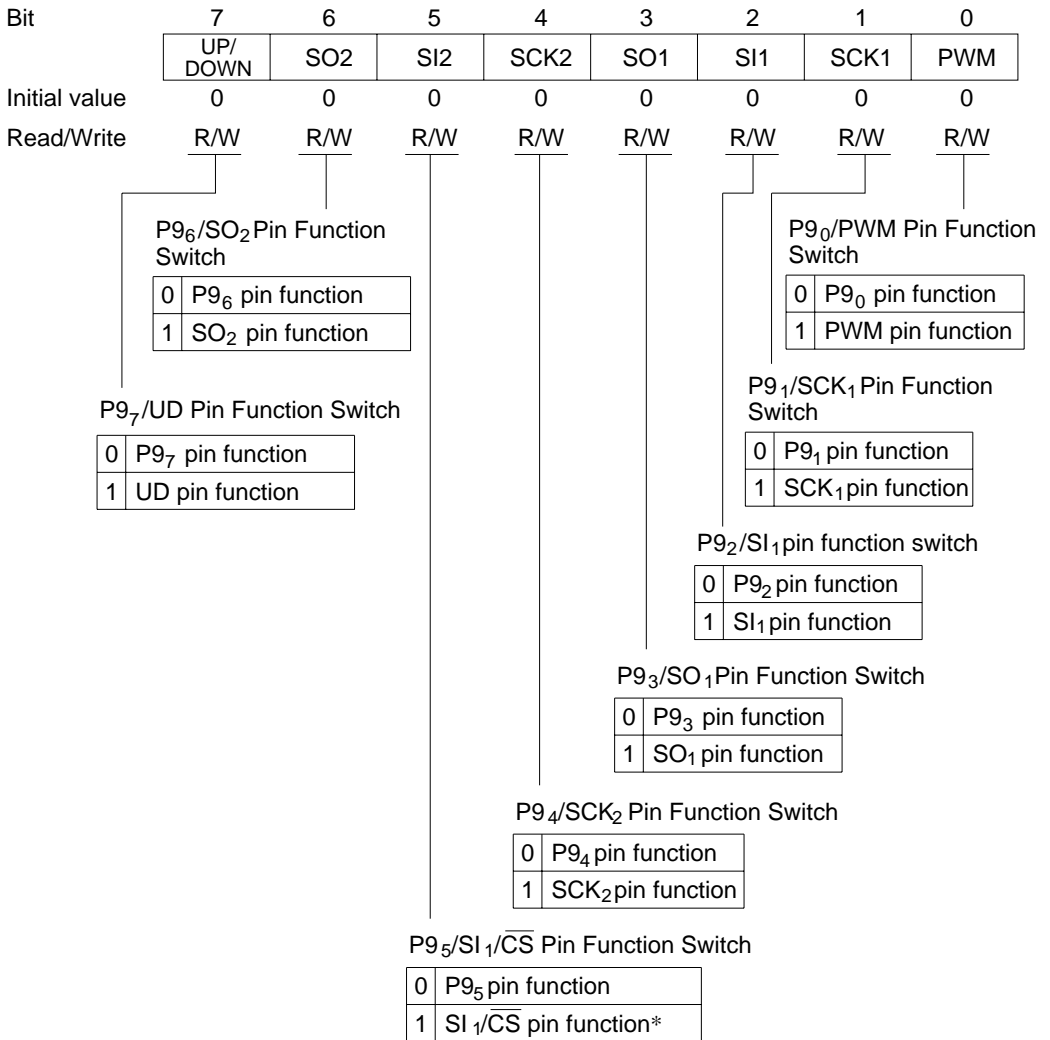 Bit 7 6 5 4 3 2 1 0
UP/DOWN SO2 SI2 SCK2 SO1 SI1 SCK1 PWM
Initial value 0 0 0 0 0 0 0 0
Read/Write R/W R/W R/W R/W R/W R/W R/W R/W
P9₆/SO₂ Pin Function
Switch
0 P9₆ pin function
1 SO₂ pin function
P9₀/PWM Pin Function
Switch
0 P9₀ pin function
1 PWM pin function
P9₇/UD Pin Function Switch
0 P9₇ pin function
1 UD pin function
P9₁/SCK₁ Pin Function
Switch
0 P9₁ pin function
1 SCK₁ pin function
P9₂/SI₁ pin function switch
0 P9₂ pin function
1 SI₁ pin function
P9₃/SO₁ Pin Function Switch
0 P9₃ pin function
1 SO₁ pin function
P9₄/SCK₂ Pin Function Switch
0 P9₄ pin function
1 SCK₂ pin function
P9₅/SI₁/C̅S̅ Pin Function Switch
0 P9₅ pin function
1 SI₁/C̅S̅ pin function*